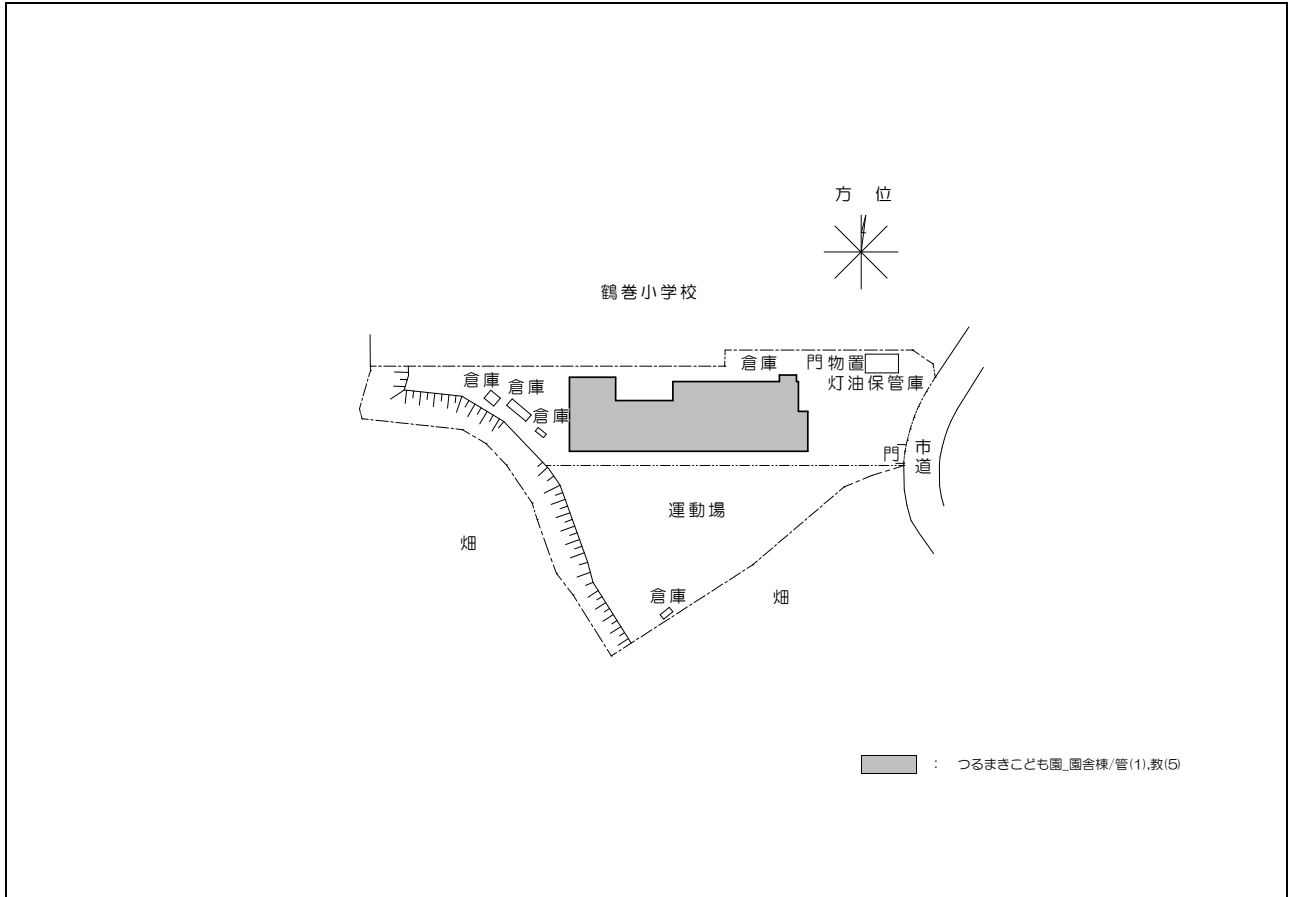 方 位
鶴巻小学校
倉庫 門 物置
灯油保管庫
倉庫
倉庫
倉庫
門
市道
運動場
畑
倉庫
畑
： つるまきこども園_園舎棟/管(1),教(5)